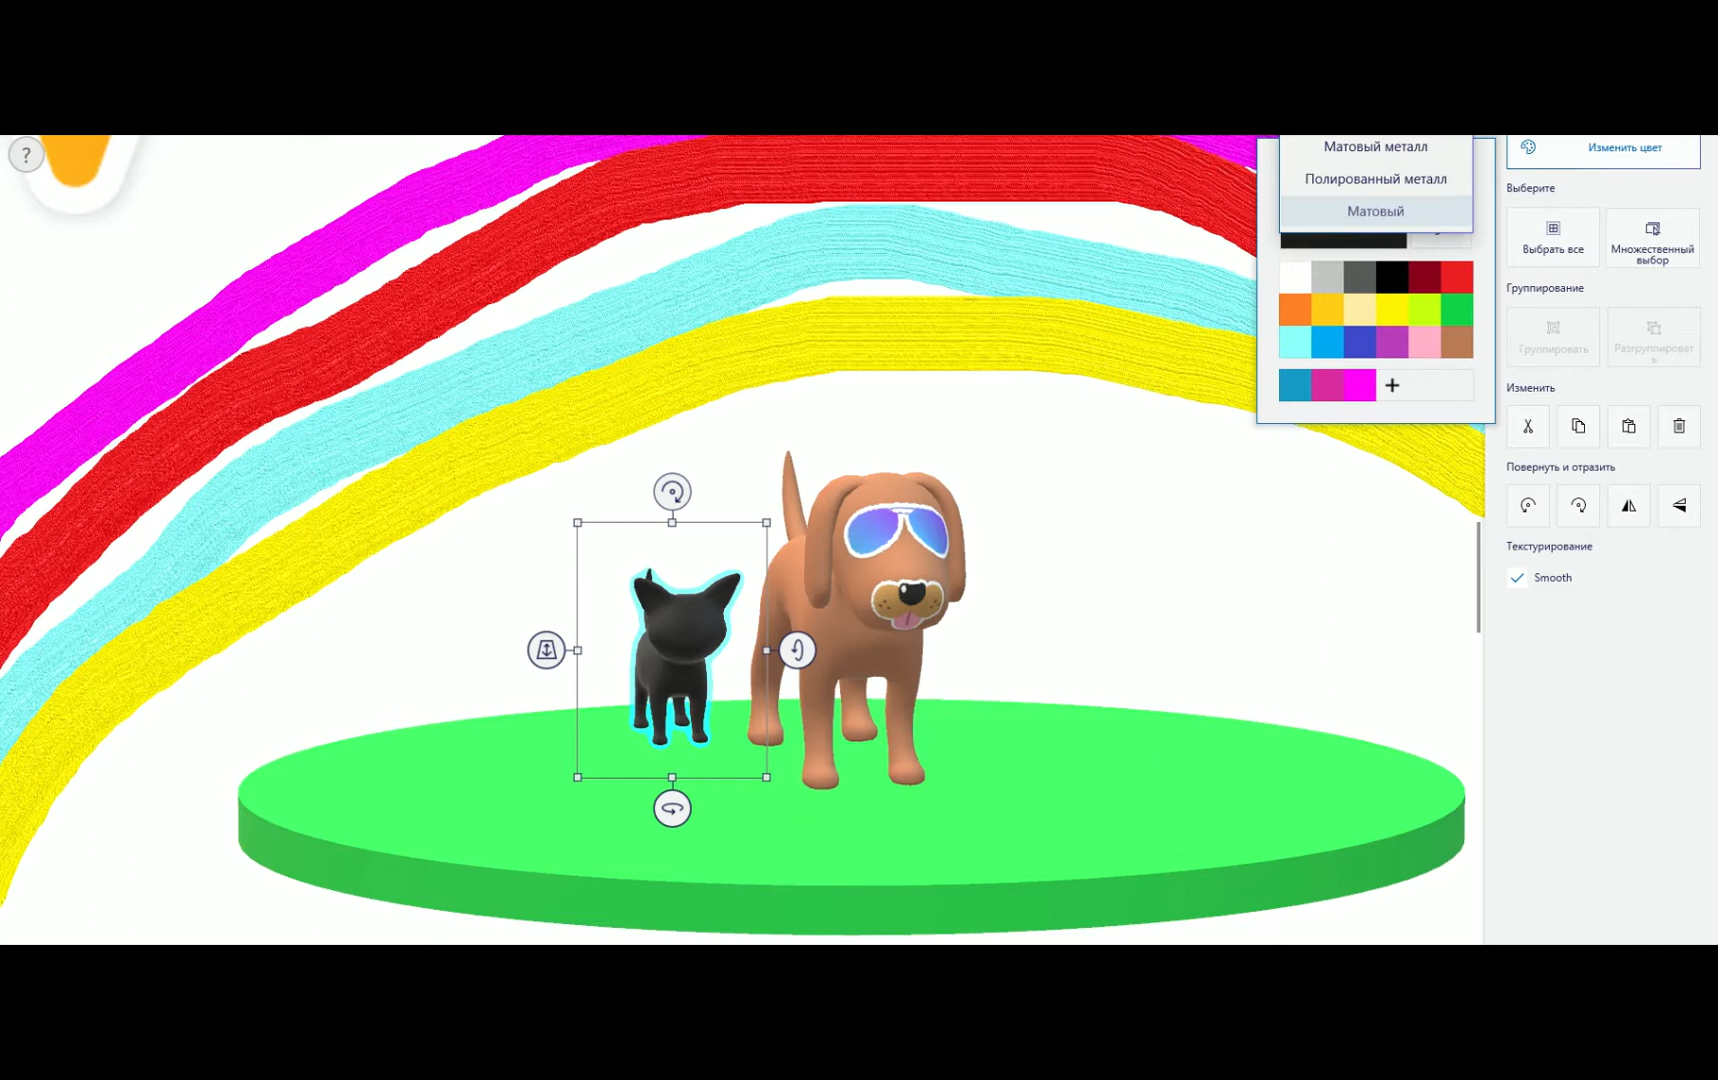 ?
Матовый металл
Полированный металл
Матовый
Изменить цвет
Выберите
Выбрать все
Множественный
выбор
Группирование
Группировать
Разгруппироват
ь
Изменить
Повернуть и отразить
Текстурирование
Smooth